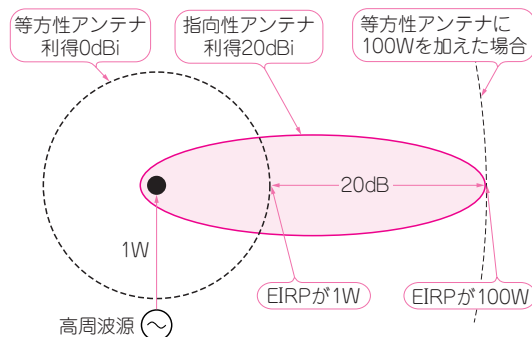 等方性アンテナ
利得0dBi
指向性アンテナ
利得20dBi
等方性アンテナに
100Wを加えた場合
20dB
1W
EIRPが1W
EIRPが100W
高周波源